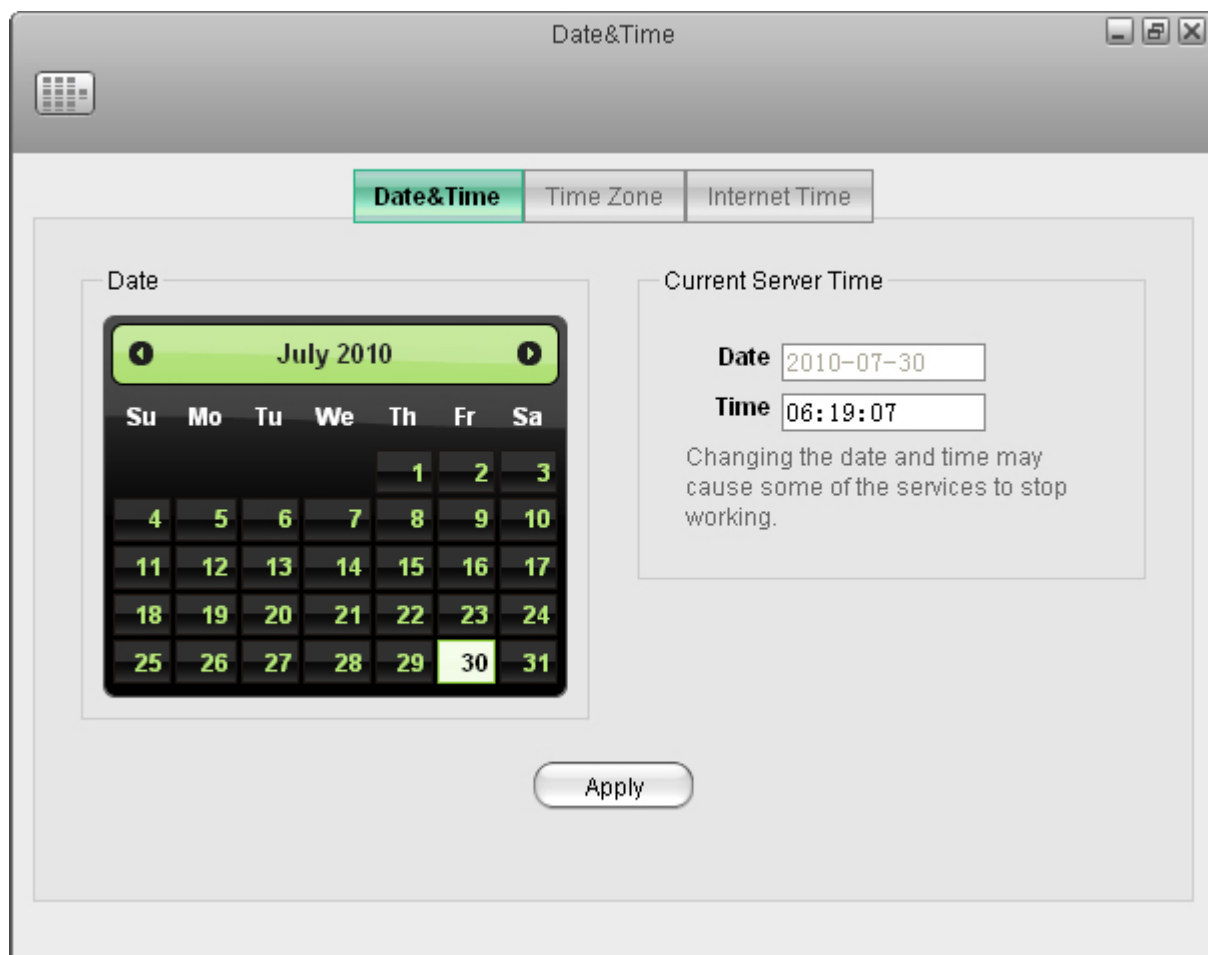 Date&Time
Date&Time Time Zone Internet Time
Date
July 2010
Su Mo Tu We Th Fr Sa
1 2 3
4 5 6 7 8 9 10
11 12 13 14 15 16 17
18 19 20 21 22 23 24
25 26 27 28 29 30 31
Current Server Time
Date 2010-07-30
Time 06:19:07
Changing the date and time may
cause some of the services to stop
working.
Apply